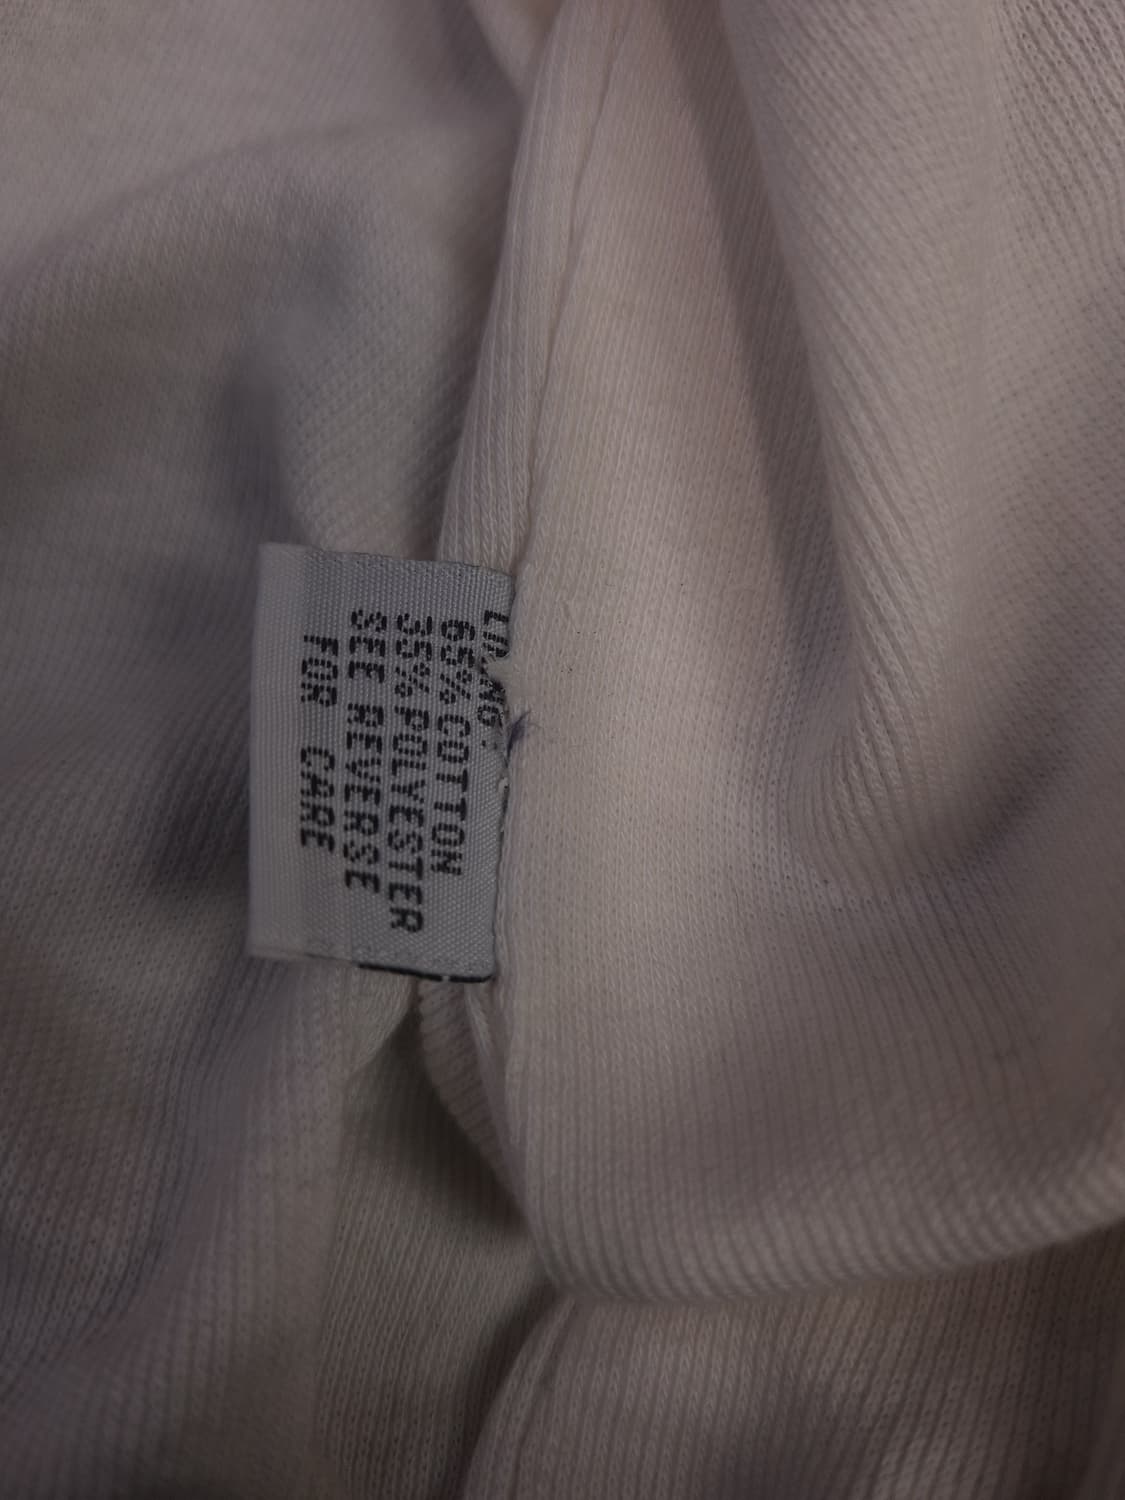 65% COTTON
35% POLYESTER
SEE REVERSE
FOR CARE